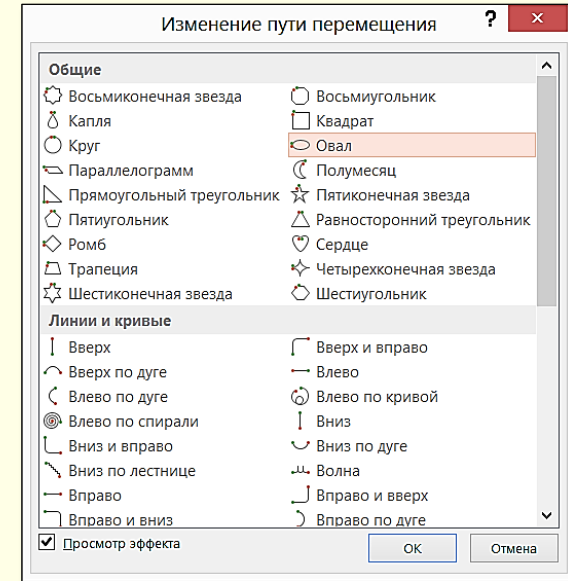 Изменение пути перемещения ?
Общие
Восьмиконечная звезда Восьмиугольник
Капля Квадрат
Круг Овал
Параллелограмм Полумесяц
Прямоугольный треугольник Пятиконечная звезда
Пятиугольник Равносторонний треугольник
Ромб Сердце
Трапеция Четырехконечная звезда
Шестиконечная звезда Шестиугольник
Линии и кривые
Вверх Вверх и вправо
Вверх по дуге Влево
Влево по дуге Влево по кривой
Влево по спирали Вниз
Вниз и вправо Вниз по дуге
Вниз по лестнице Волна
Вправо Вправо и вверх
Вправо и вниз Вправо по дуге
Просмотр эффекта ОК Отмена